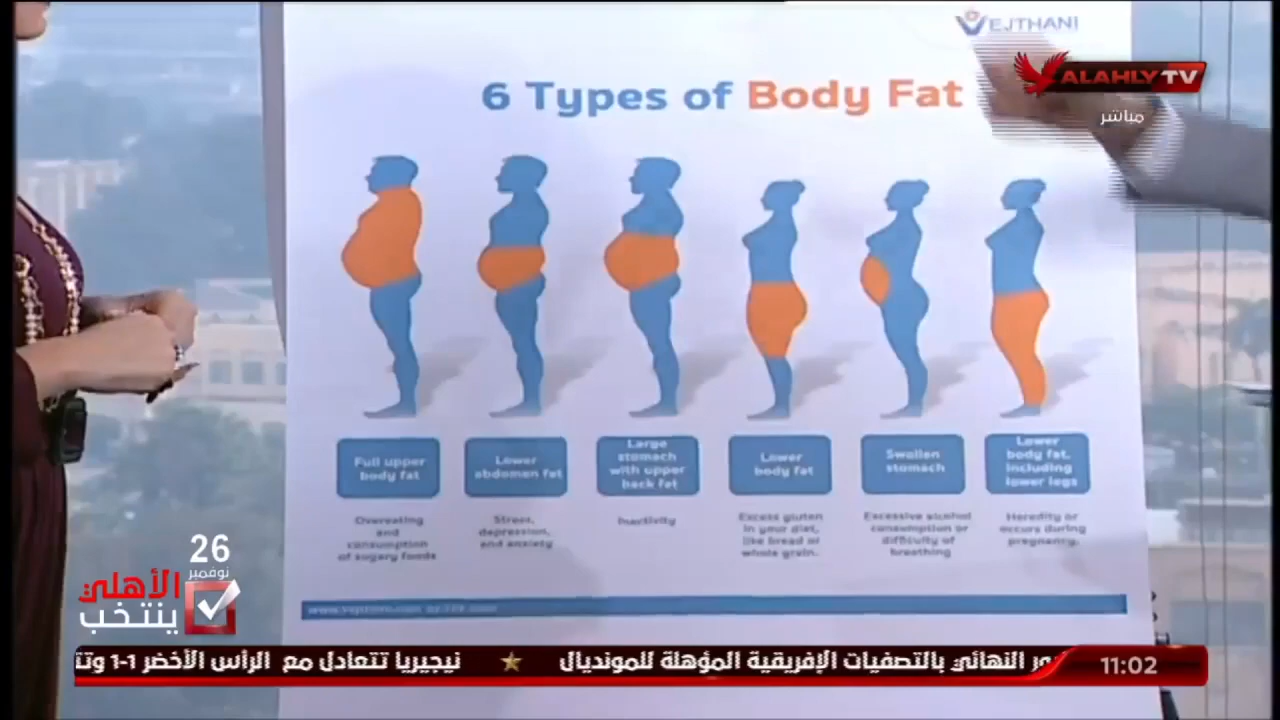 VEJTHANI
ALAHLY TV
مباشر
6 Types of Body Fat
Full upper
body fat
Lower
abdomen fat
Large
stomach
with upper
back fat
Lower
body fat
Swollen
stomach
Lower
body fat,
including
lower legs
Overeating
and
consumption
of sugary foods
Stress,
depression,
and anxiety
Inactivity
Excess gluten
in your diet,
like bread or
whole grain.
Excessive alcohol
consumption or
difficulty of
breathing
Heredity or
occurs during
pregnancy.
www.vejthani.com
26
نوفمبر
الأهلي
ينتخب
النهائي بالتصفيات الإفريقية المؤهلة للمونديال ★ نيجيريا تتعادل مع الرأس الأخضر 1-1
11:02